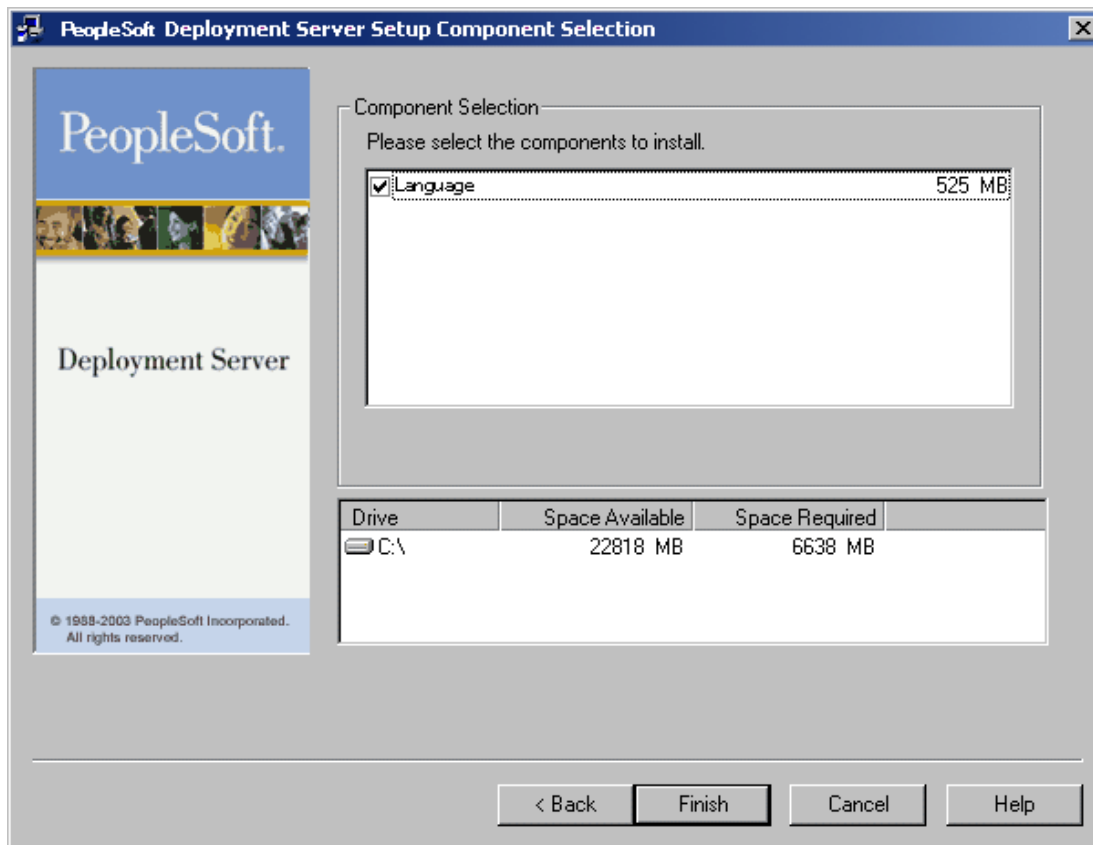 PeopleSoft Deployment Server Setup Component Selection
PeopleSoft.
Deployment Server
© 1988-2003 PeopleSoft Incorporated.
All rights reserved.
Component Selection
Please select the components to install.
Language 525 MB
Drive Space Available Space Required
C:\ 22818 MB 6638 MB
< Back Finish Cancel Help